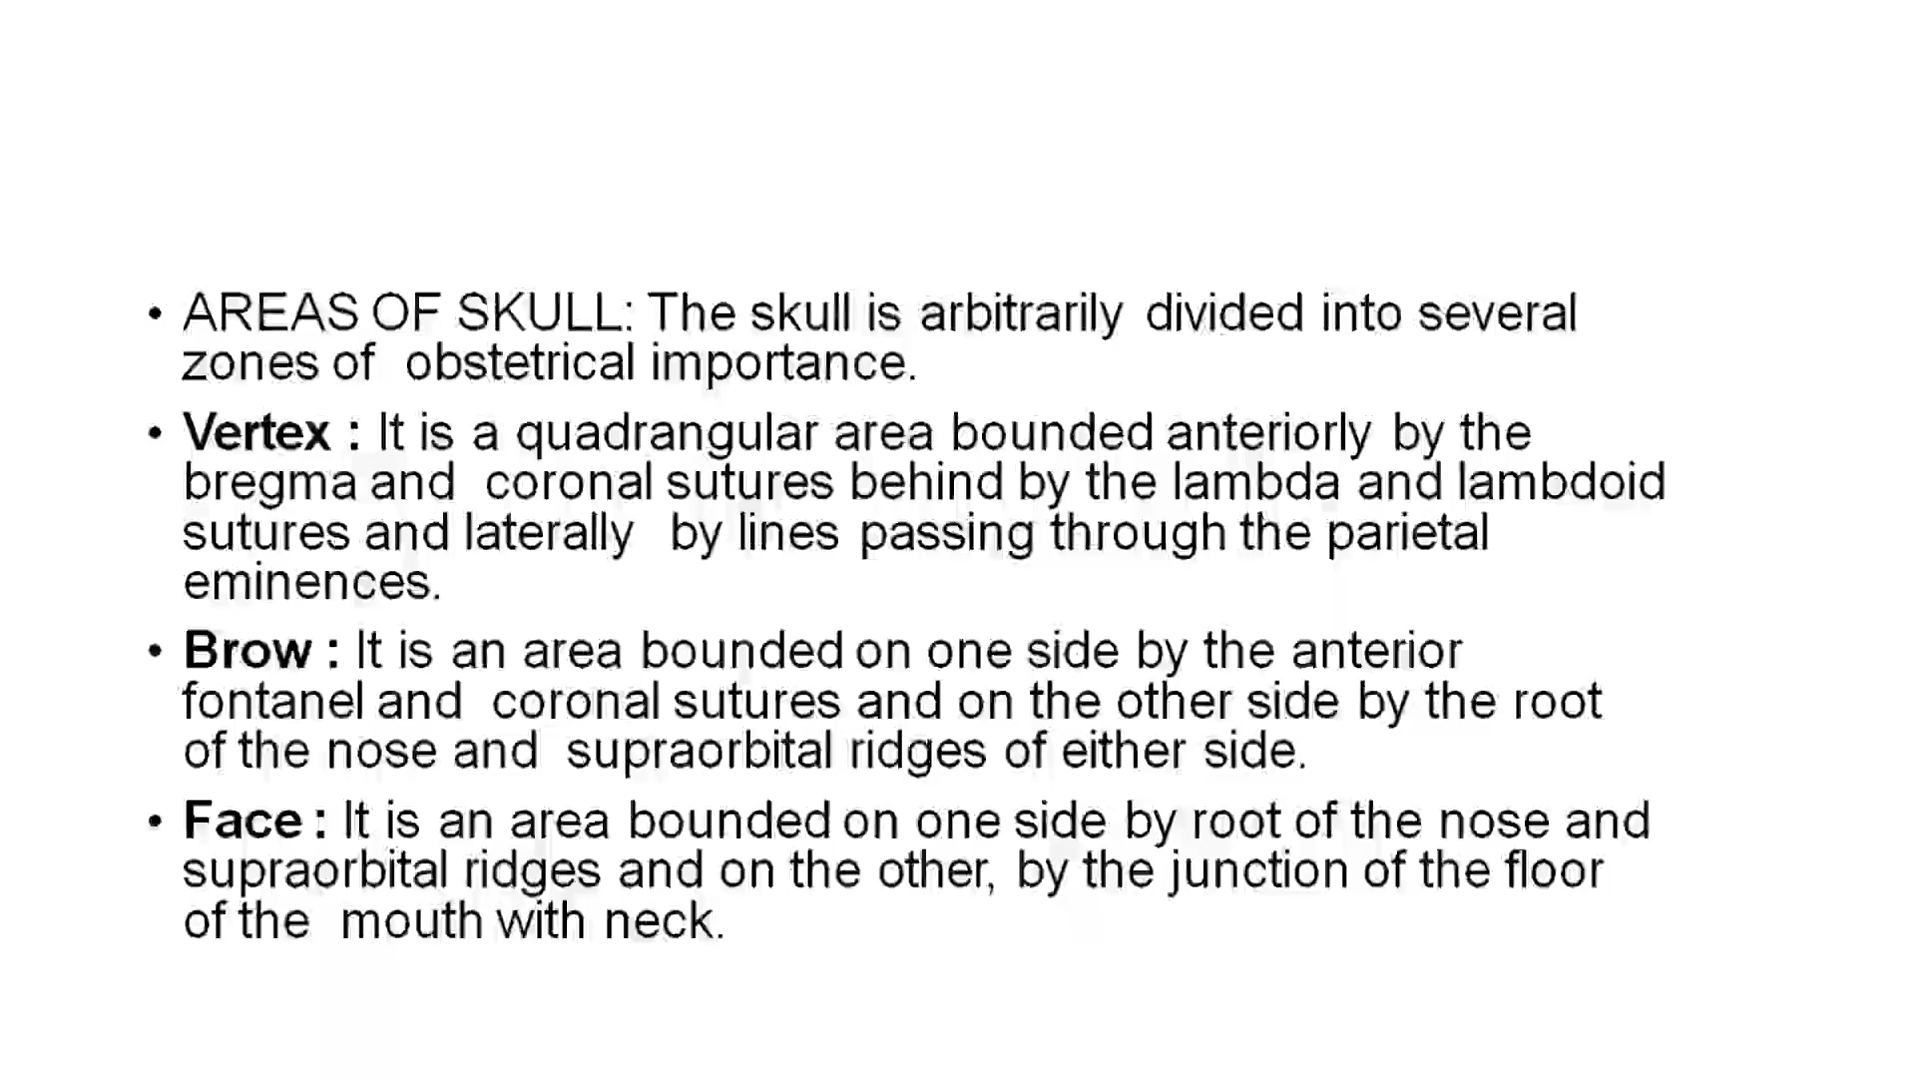 • AREAS OF SKULL: The skull is arbitrarily divided into several
zones of obstetrical importance.
• Vertex : It is a quadrangular area bounded anteriorly by the
bregma and coronal sutures behind by the lambda and lambdoid
sutures and laterally by lines passing through the parietal
eminences.
• Brow : It is an area bounded on one side by the anterior
fontanel and coronal sutures and on the other side by the root
of the nose and supraorbital ridges of either side.
• Face : It is an area bounded on one side by root of the nose and
supraorbital ridges and on the other, by the junction of the floor
of the mouth with neck.